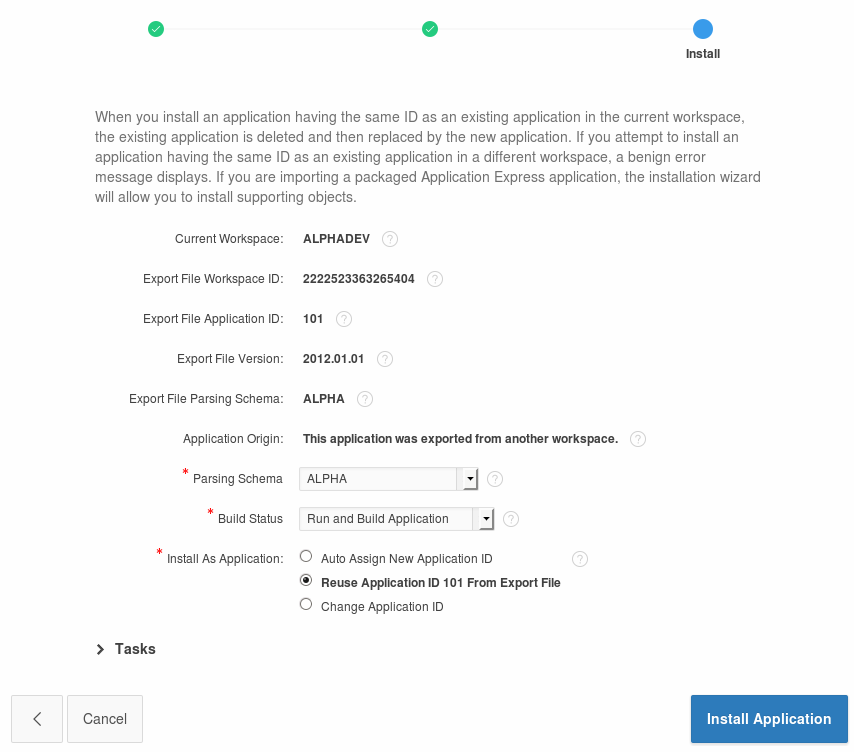 Install
When you install an application having the same ID as an existing application in the current workspace,
the existing application is deleted and then replaced by the new application. If you attempt to install an
application having the same ID as an existing application in a different workspace, a benign error
message displays. If you are importing a packaged Application Express application, the installation wizard
will allow you to install supporting objects.
Current Workspace: ALPHADEV ?
Export File Workspace ID: 2222523363265404 ?
Export File Application ID: 101 ?
Export File Version: 2012.01.01 ?
Export File Parsing Schema: ALPHA ?
Application Origin: This application was exported from another workspace. ?
* Parsing Schema ALPHA ?
* Build Status Run and Build Application ?
* Install As Application: Auto Assign New Application ID ?
Reuse Application ID 101 From Export File
Change Application ID
Tasks
Cancel Install Application